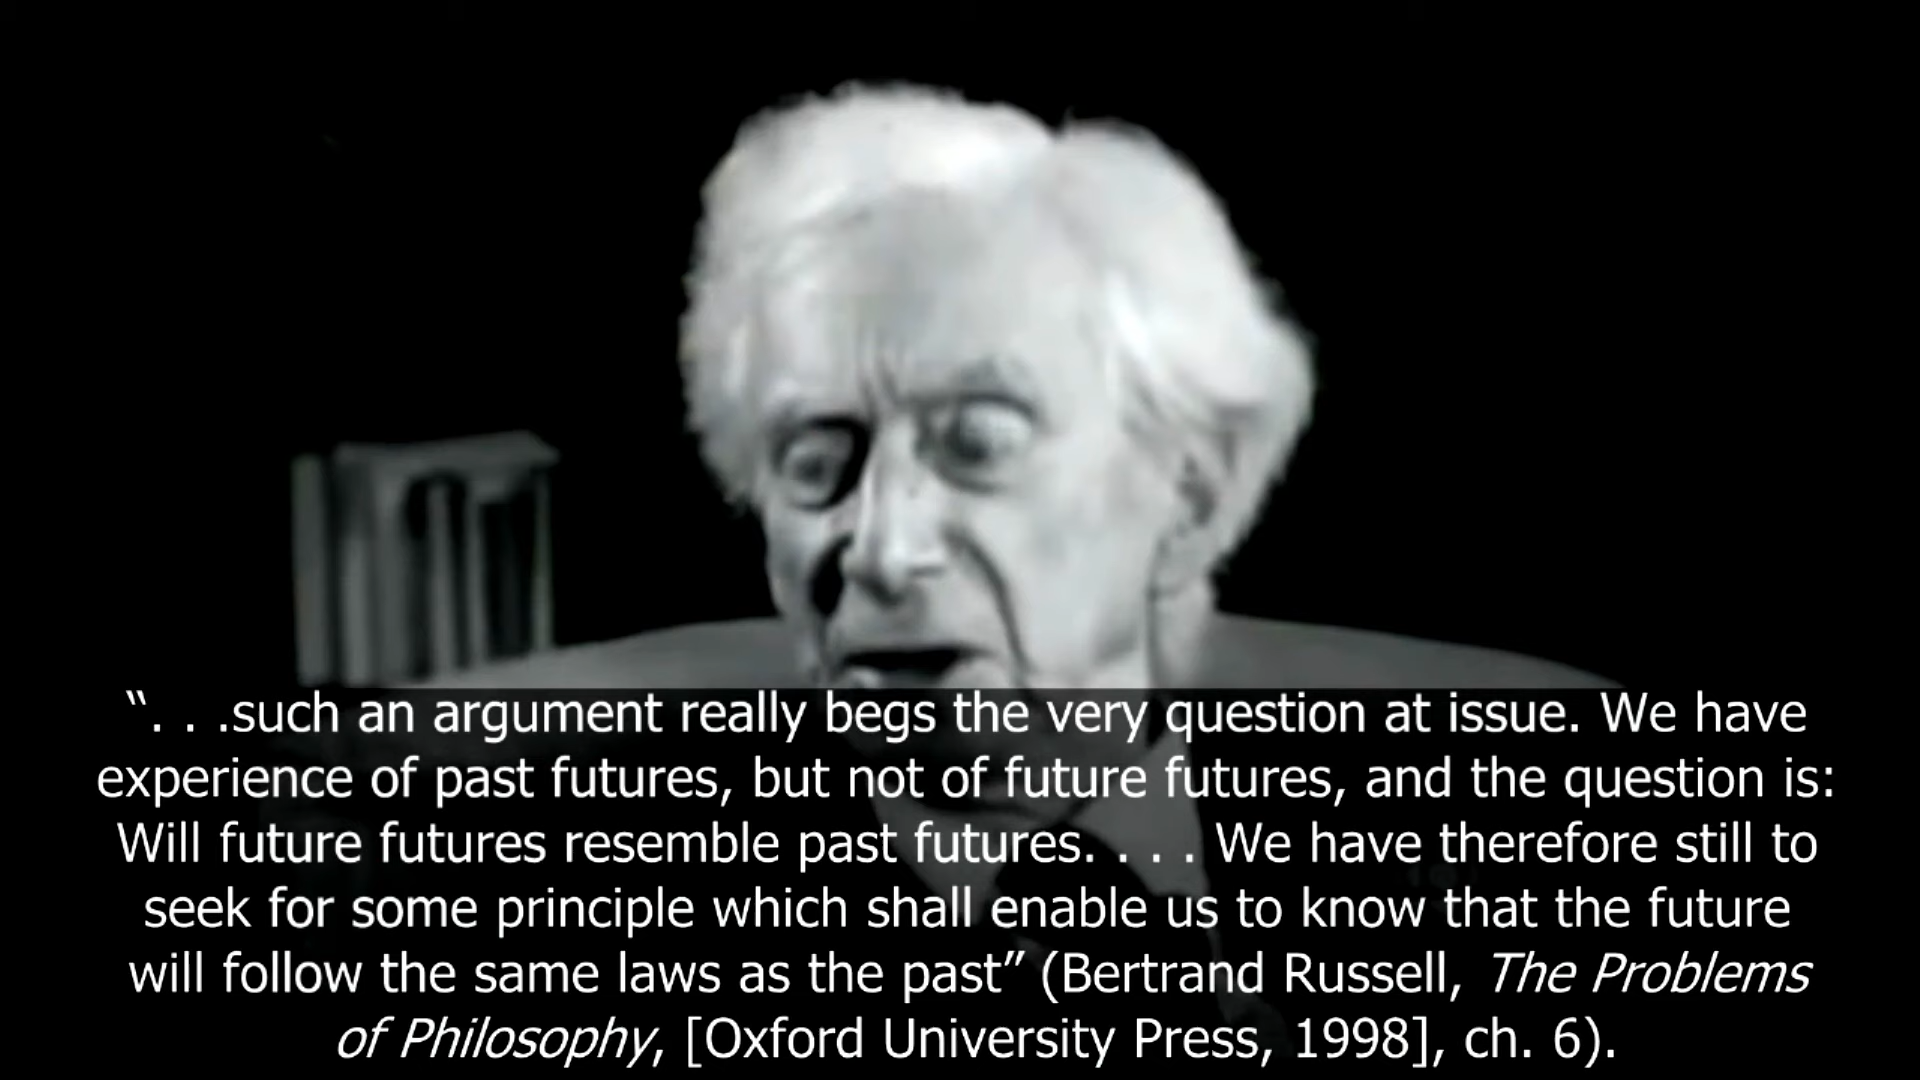 “. . .such an argument really begs the very question at issue. We have
experience of past futures, but not of future futures, and the question is:
Will future futures resemble past futures. . . . We have therefore still to
seek for some principle which shall enable us to know that the future
will follow the same laws as the past” (Bertrand Russell, The Problems
of Philosophy, [Oxford University Press, 1998], ch. 6).